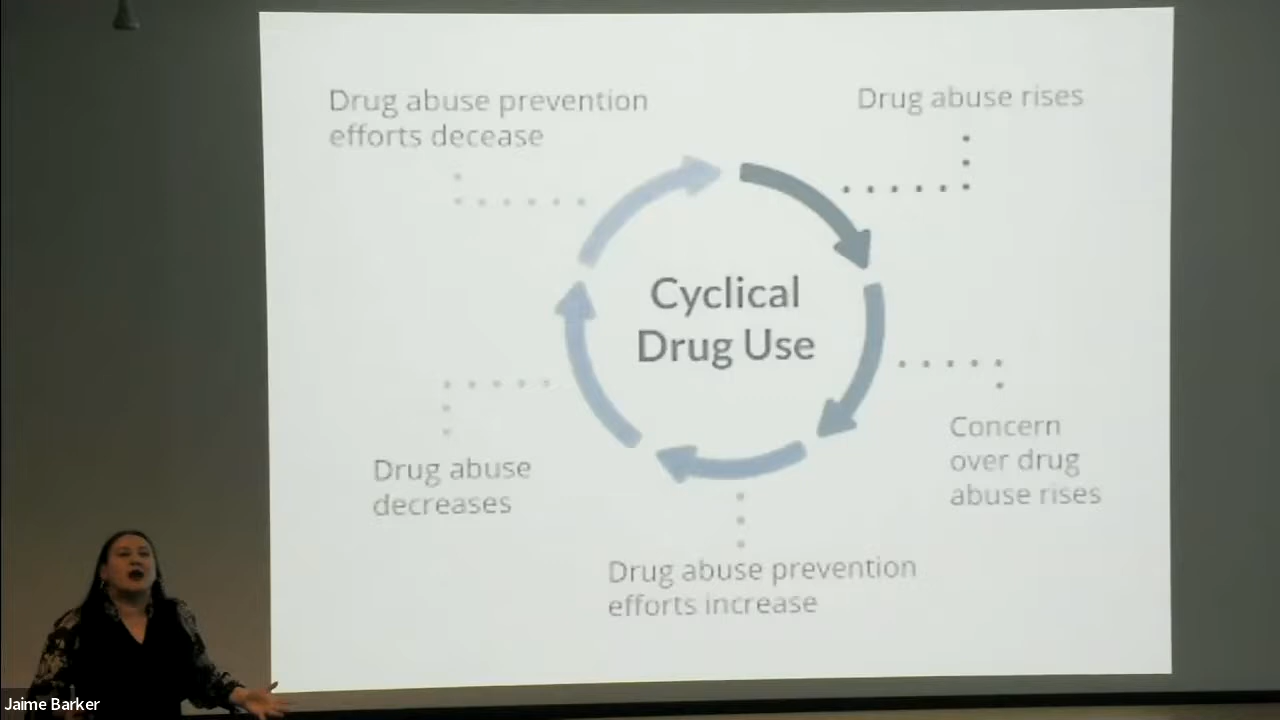 Drug abuse prevention
efforts decease
Drug abuse rises
Cyclical
Drug Use
Concern
over drug
abuse rises
Drug abuse
decreases
Drug abuse prevention
efforts increase
Jaime Barker